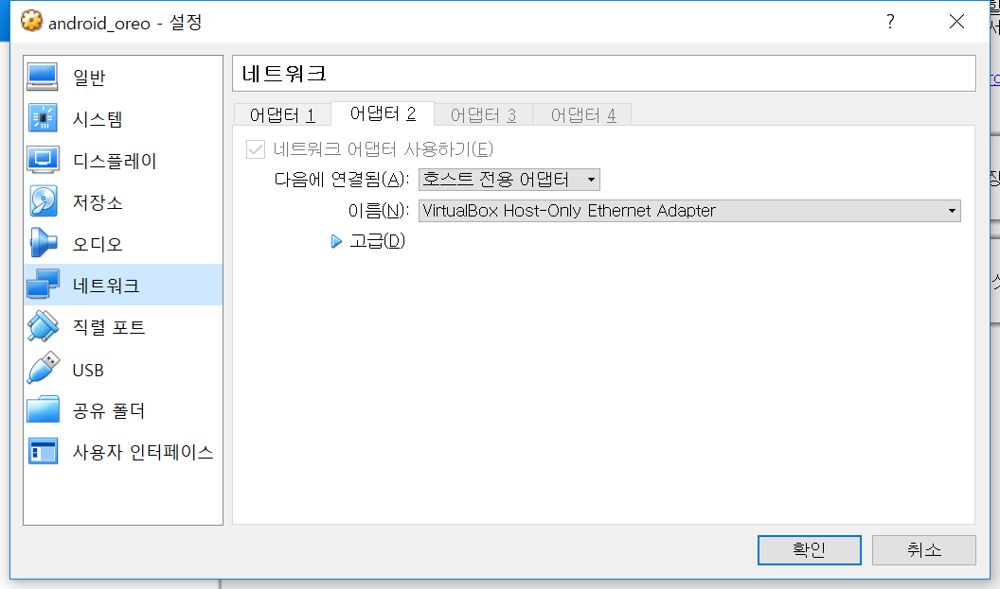 android_oreo - 설정
?
일반
시스템
디스플레이
저장소
오디오
네트워크
직렬 포트
USB
공유 폴더
사용자 인터페이스
네트워크
어댑터 1 어댑터 2 어댑터 3 어댑터 4
네트워크 어댑터 사용하기(E)
다음에 연결됨(A): 호스트 전용 어댑터
이름(N): VirtualBox Host-Only Ethernet Adapter
고급(D)
확인 취소